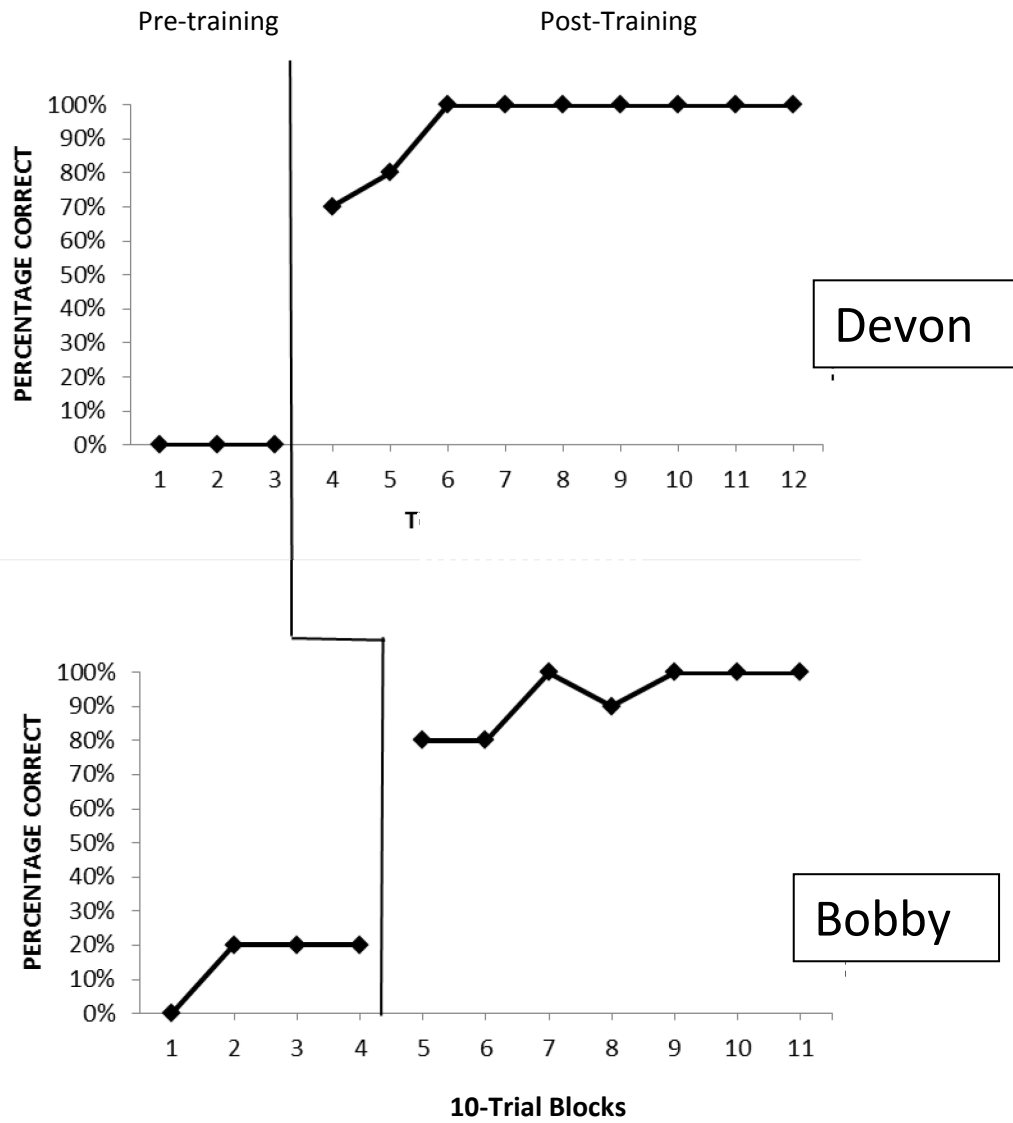 Pre-training Post-Training
PERCENTAGE CORRECT
100%
90%
80%
70%
60%
50%
40%
30%
20%
10%
0%
1 2 3 4 5 6 7 8 9 10 11 12
Devon
PERCENTAGE CORRECT
100%
90%
80%
70%
60%
50%
40%
30%
20%
10%
0%
1 2 3 4 5 6 7 8 9 10 11
Bobby
10-Trial Blocks